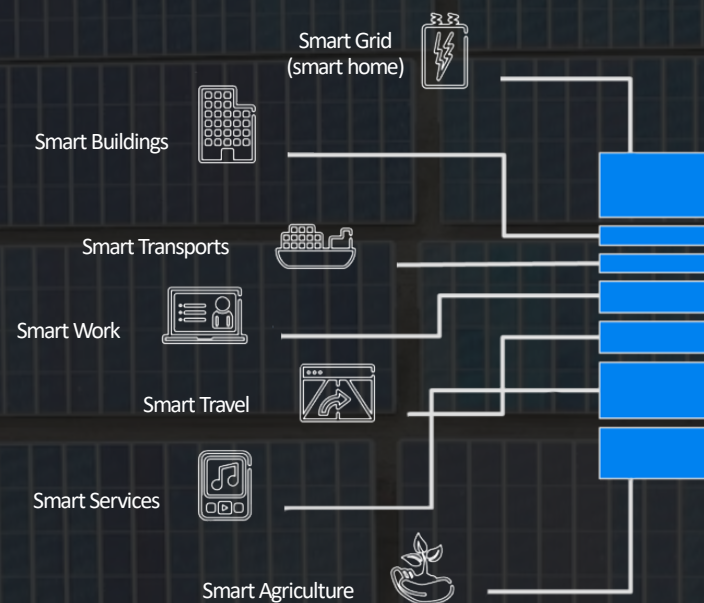 Smart Grid
(smart home)
Smart Buildings
Smart Transports
Smart Work
Smart Travel
Smart Services
Smart Agriculture